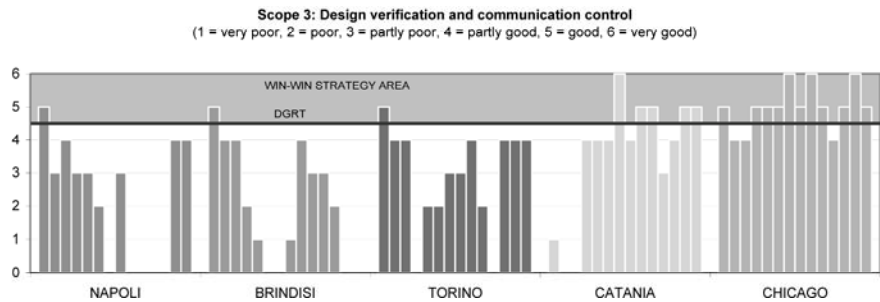 Scope 3: Design verification and communication control
(1 = very poor, 2 = poor, 3 = partly poor, 4 = partly good, 5 = good, 6 = very good)
6
WIN-WIN STRATEGY AREA
5
DGRT
4
3
2
1
0
NAPOLI BRINDISI TORINO CATANIA CHICAGO